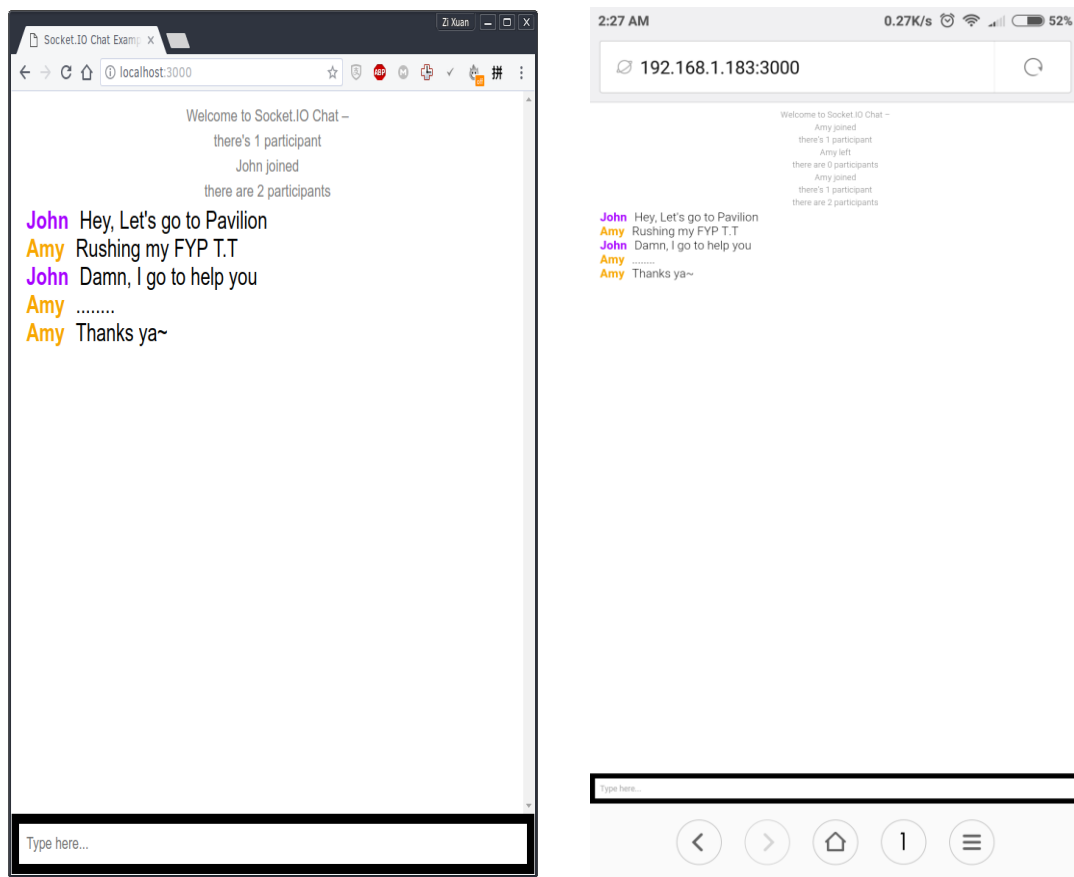 Zi Xuan
Socket.IO Chat Examp
localhost:3000
Welcome to Socket.IO Chat –
there's 1 participant
John joined
there are 2 participants
John Hey, Let's go to Pavilion
Amy Rushing my FYP T.T
John Damn, I go to help you
Amy ........
Amy Thanks ya~
Type here...
2:27 AM 0.27K/s 52%
192.168.1.183:3000
Welcome to Socket.IO Chat –
Amy joined
there's 1 participant
Amy left
there are 0 participants
Amy joined
there's 1 participant
there are 2 participants
John Hey, Let's go to Pavilion
Amy Rushing my FYP T.T
John Damn, I go to help you
Amy ........
Amy Thanks ya~
Type here...
1